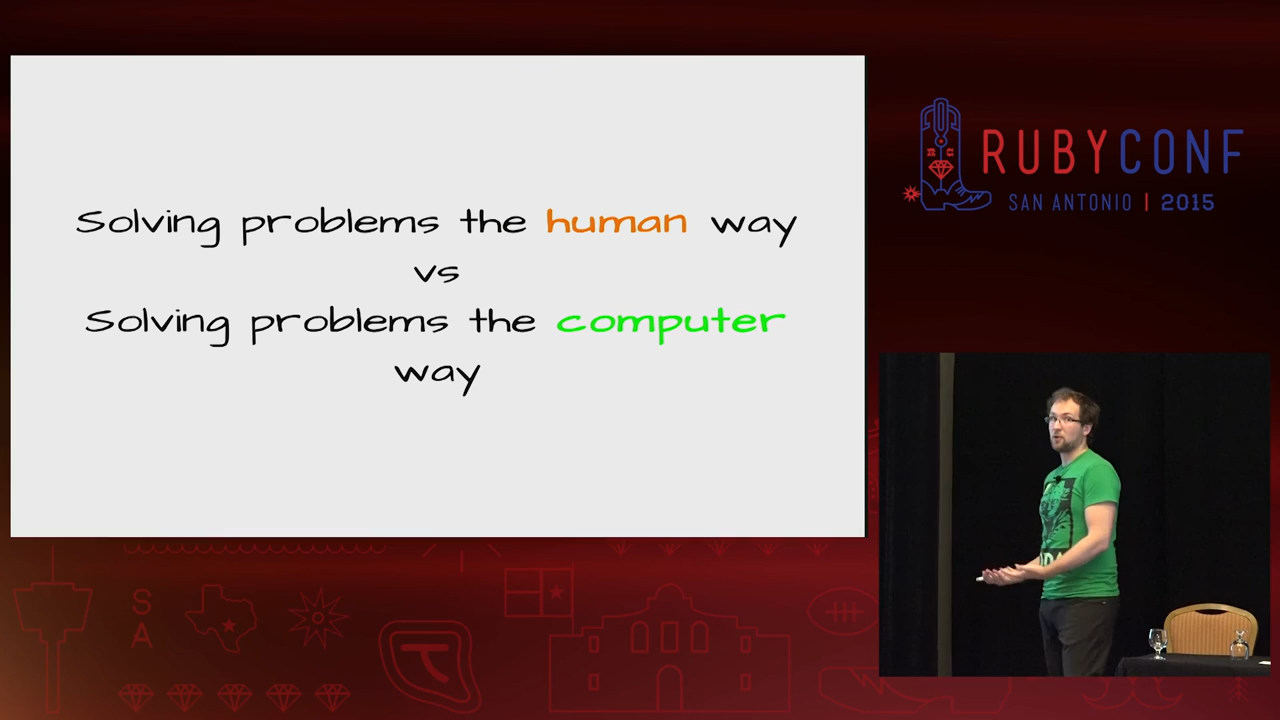 Solving problems the human way
vs
Solving problems the computer
way
RUBYCONF
SAN ANTONIO | 2015
S
A